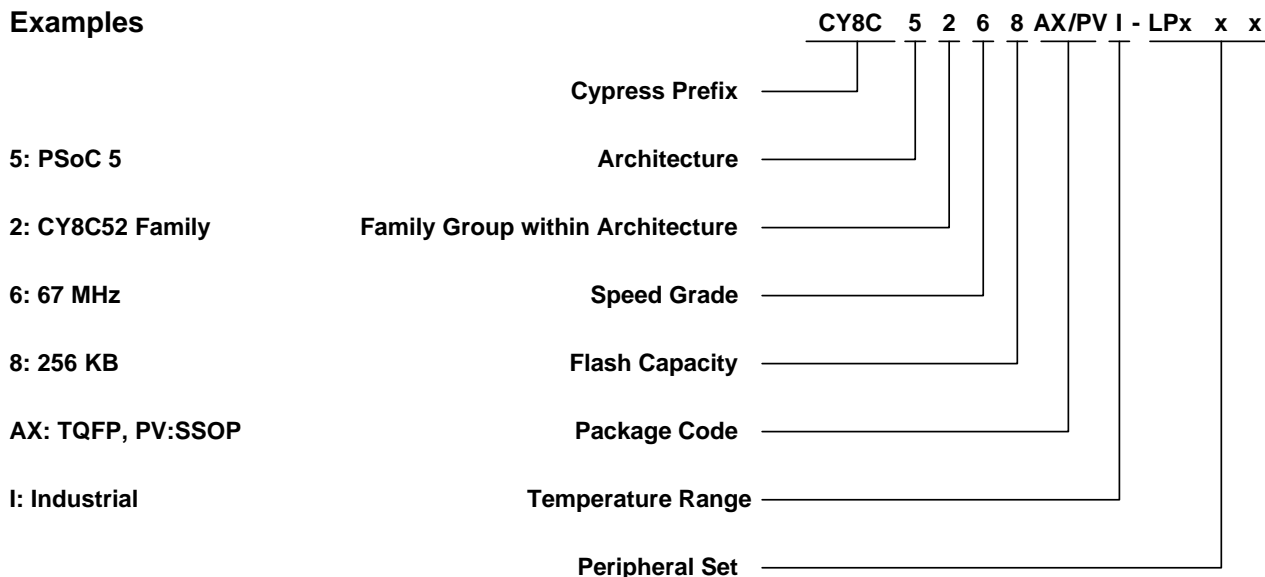 Examples
CY8C 5 2 6 8 AX/PV I - LPx x x
Cypress Prefix
5: PSoC 5 Architecture
2: CY8C52 Family Family Group within Architecture
6: 67 MHz Speed Grade
8: 256 KB Flash Capacity
AX: TQFP, PV:SSOP Package Code
I: Industrial Temperature Range
Peripheral Set